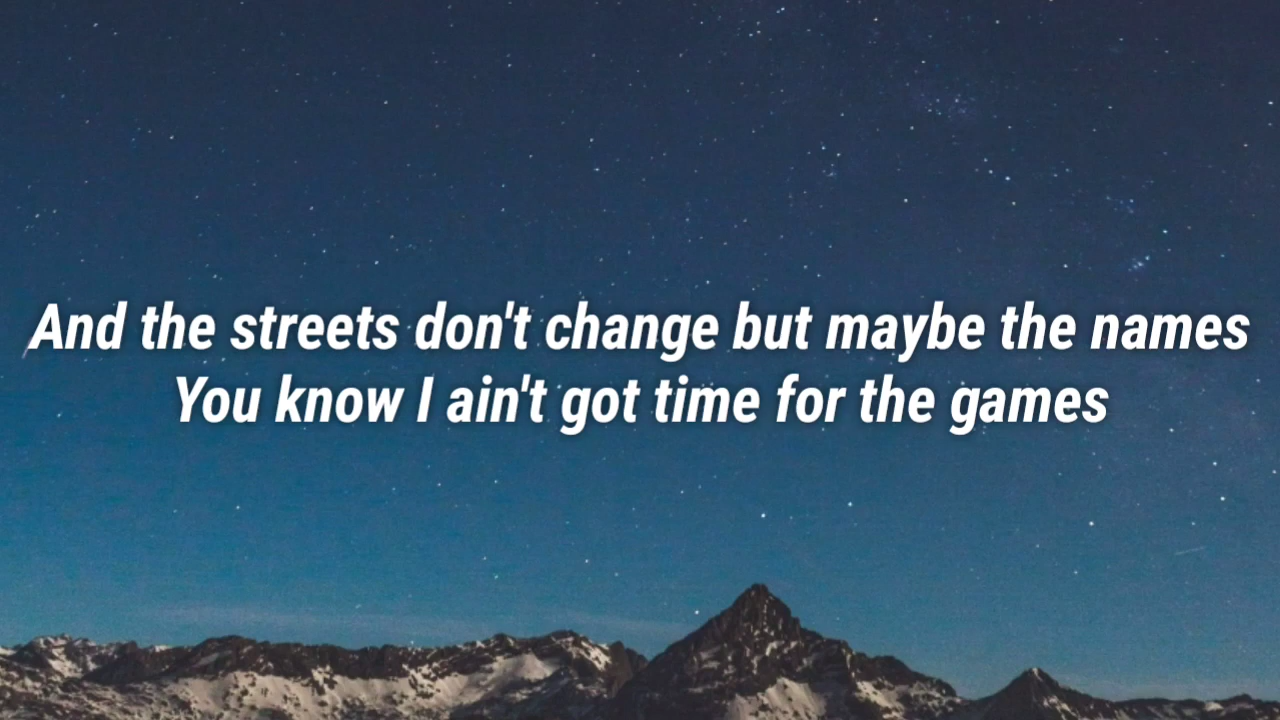 And the streets don't change but maybe the names
You know I ain't got time for the games